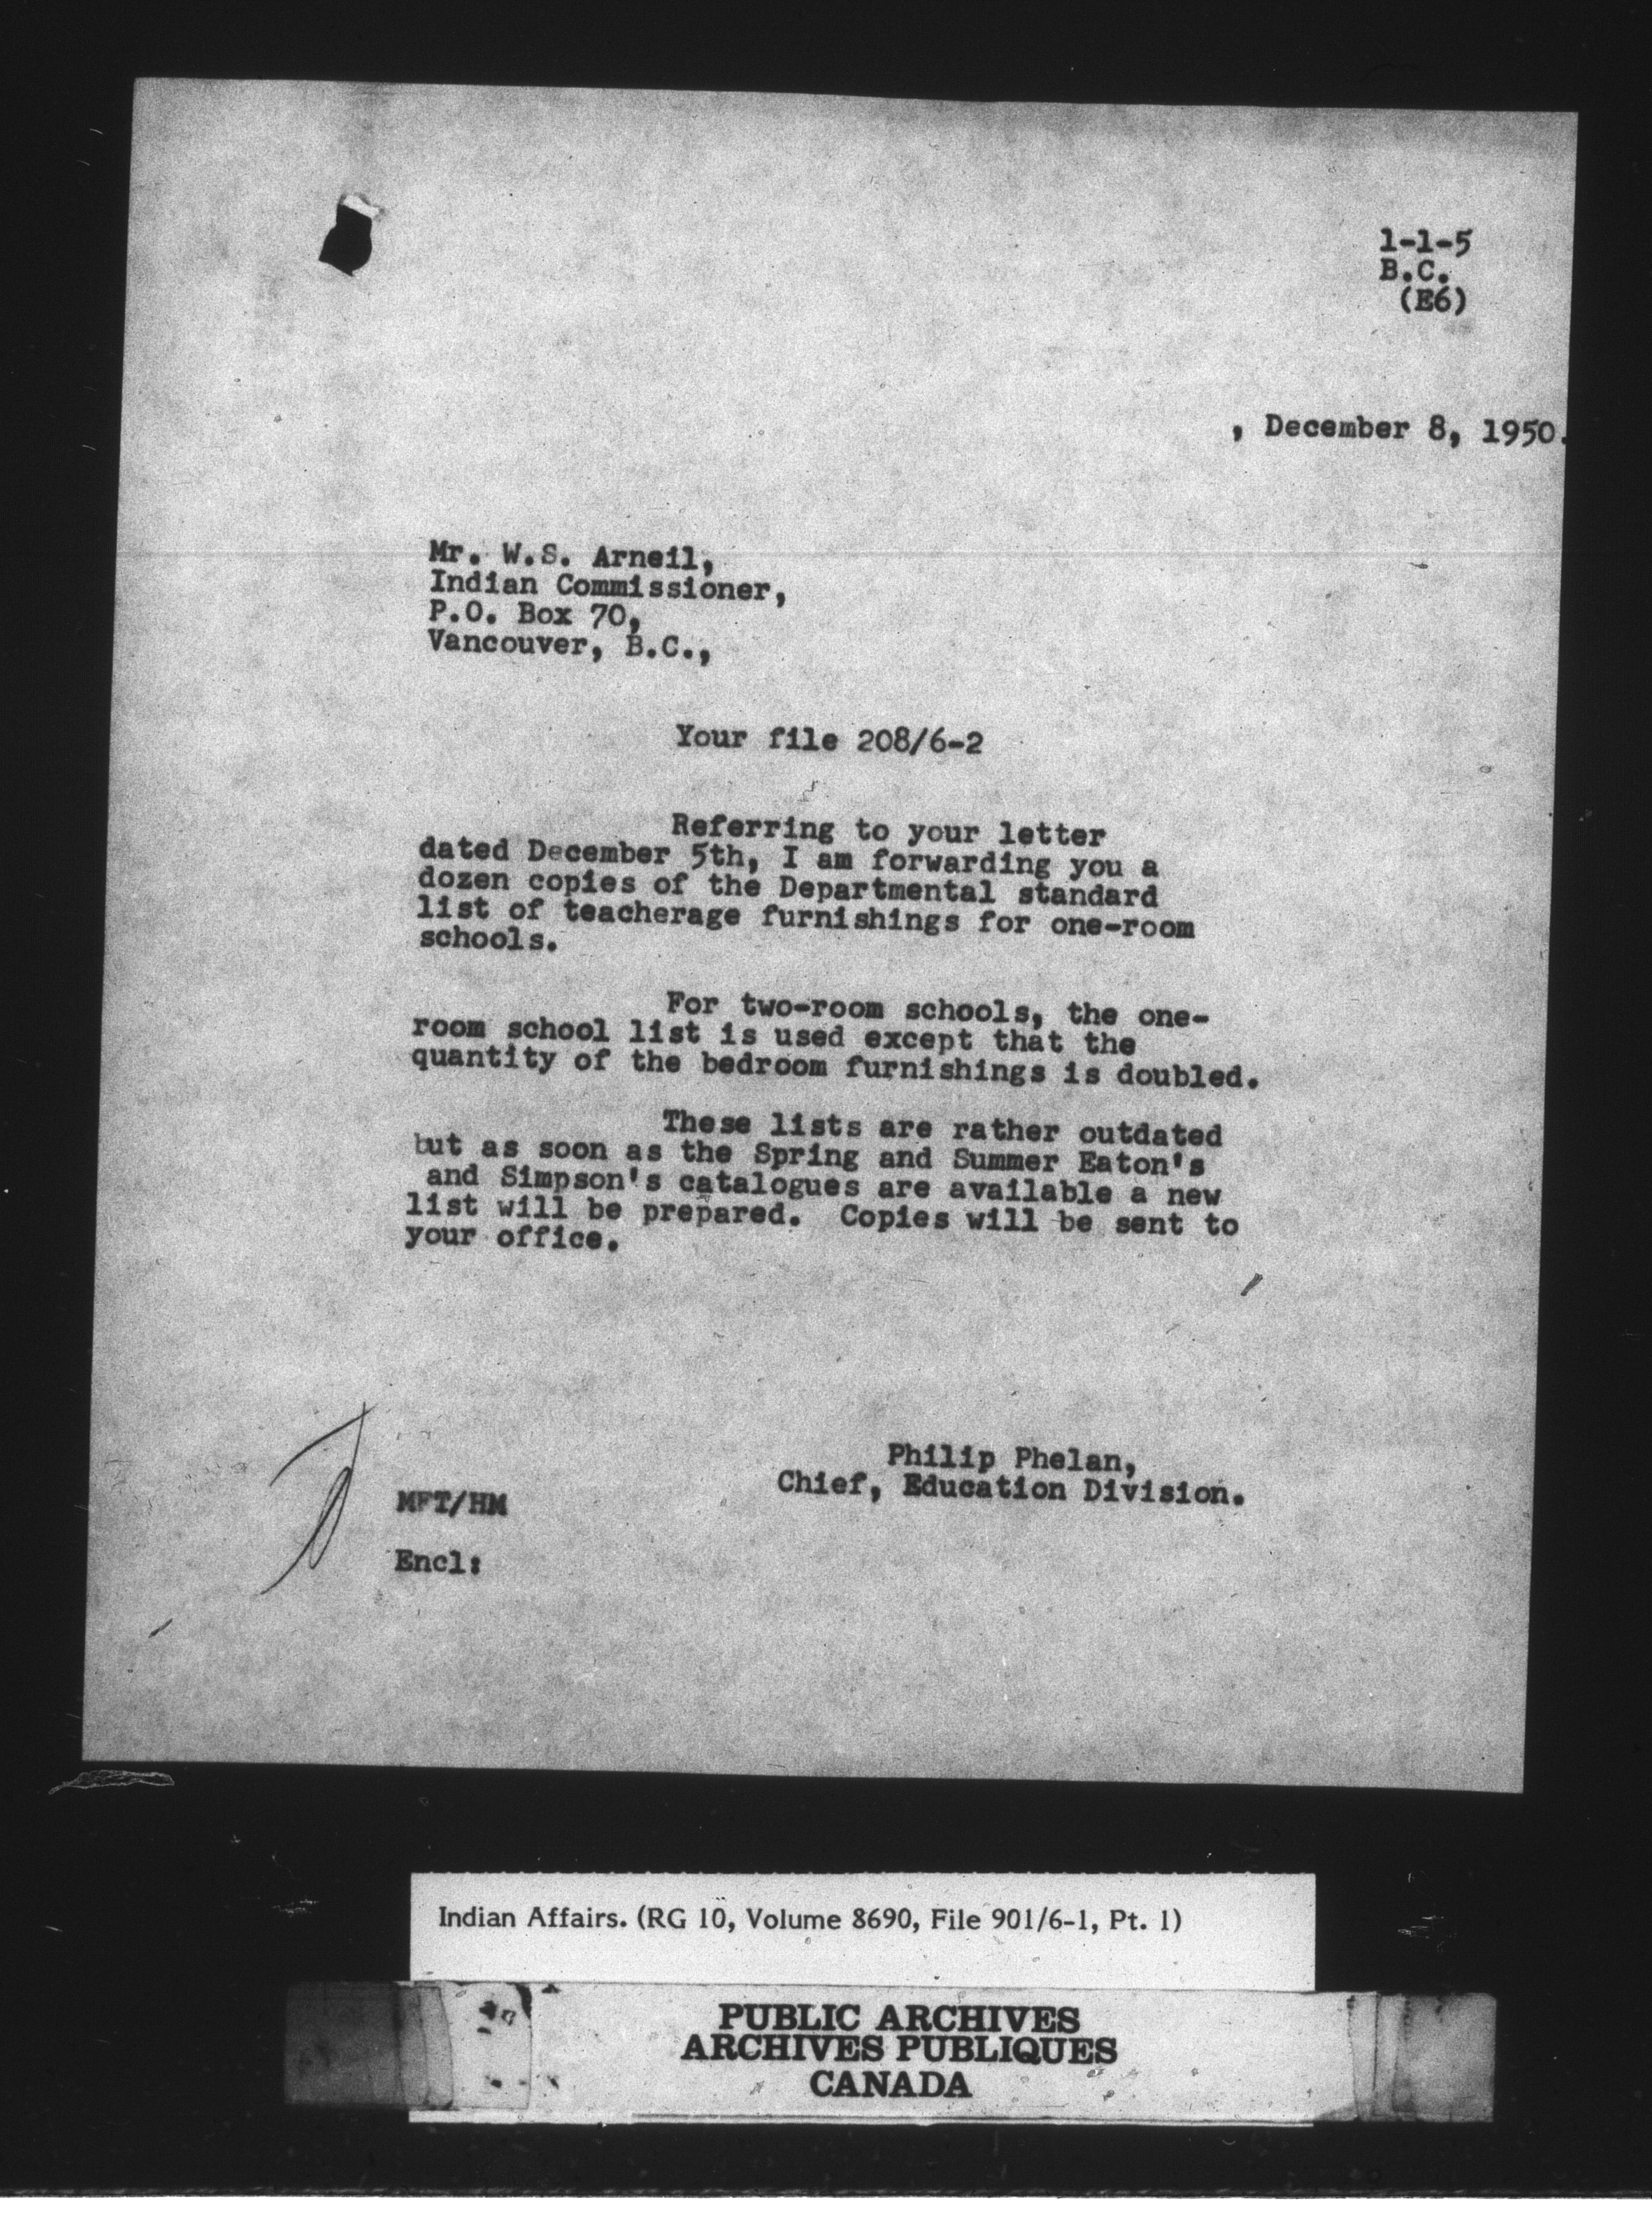 1-1-5
B.C.
(E6)
, December 8, 1950.
Mr. W.S. Arneil,
Indian Commissioner,
P.O. Box 70,
Vancouver, B.C.,
Your file 208/6-2
Referring to your letter
dated December 5th, I am forwarding you a
dozen copies of the Departmental standard
list of teacherage furnishings for one-room
schools.
For two-room schools, the one-
room school list is used except that the
quantity of the bedroom furnishings is doubled.
These lists are rather outdated
but as soon as the Spring and Summer Eaton's
and Simpson's catalogues are available a new
list will be prepared. Copies will be sent to
your office.
Philip Phelan,
Chief, Education Division.
MFT/HM
Encl:
Indian Affairs. (RG 10, Volume 8690, File 901/6-1, Pt. 1)
PUBLIC ARCHIVES
ARCHIVES PUBLIQUES
CANADA